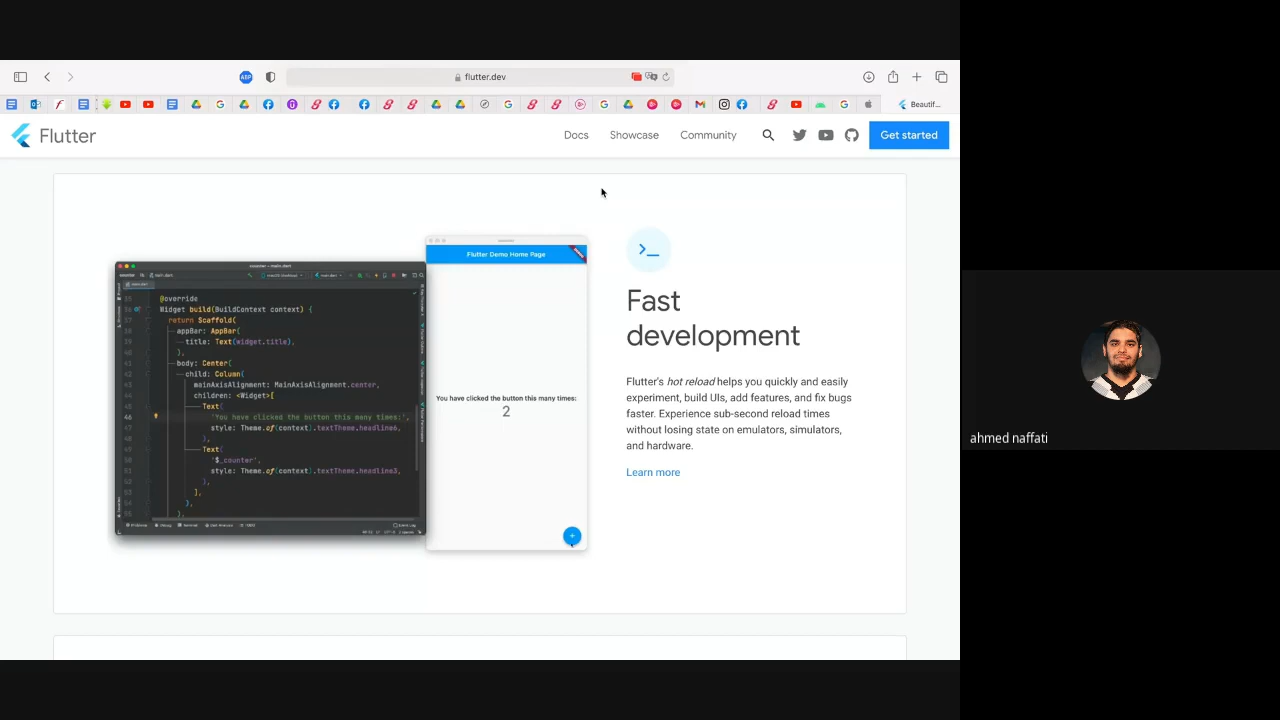 ABP
flutter.dev
Beautif...
Flutter
Docs
Showcase
Community
Get started
Flutter Demo Home Page
@override
Widget build(BuildContext context) {
return Scaffold(
appBar: AppBar(
title: Text(widget.title),
),
body: Center(
child: Column(
mainAxisAlignment: MainAxisAlignment.center,
children: <Widget>[
Text(
'You have clicked the button this many times:',
style: Theme.of(context).textTheme.headline6,
),
Text(
'$_counter',
style: Theme.of(context).textTheme.headline3,
),
],
),
),
You have clicked the button this many times:
2
Fast
development
Flutter's hot reload helps you quickly and easily
experiment, build UIs, add features, and fix bugs
faster. Experience sub-second reload times
without losing state on emulators, simulators,
and hardware.
Learn more
ahmed naffati